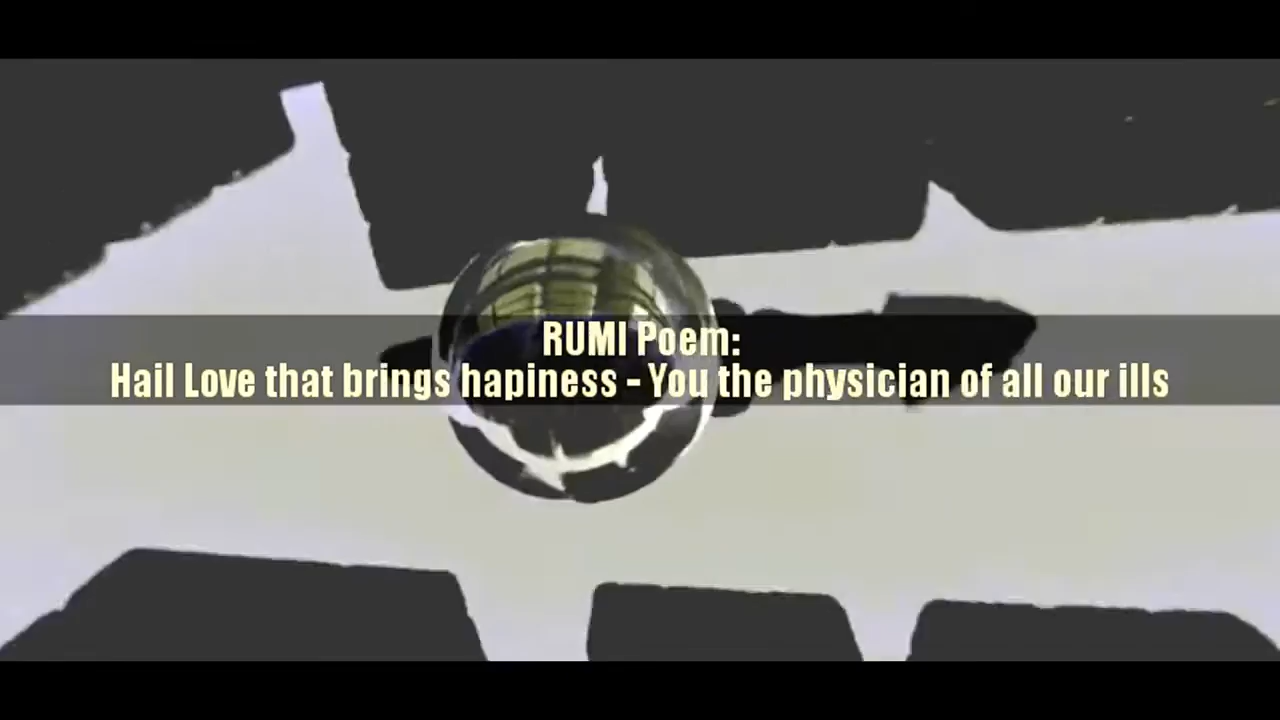 RUMI Poem:
Hail Love that brings hapiness - You the physician of all our ills